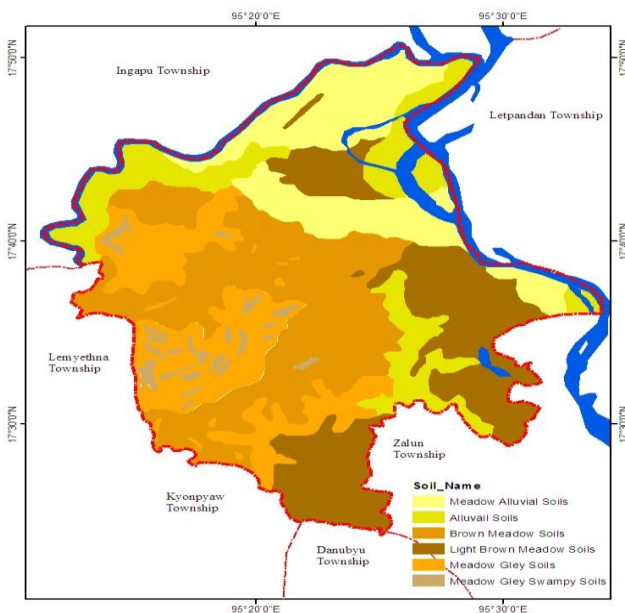 95°20'0"E 95°30'0"E
17°50'0"N 17°50'0"N
Ingapu Township
Letpandan Township
17°40'0"N 17°40'0"N
Lemyethna
Township
17°30'0"N 17°30'0"N
Zalun
Township
Kyonpyaw
Township
Danubyu
Township
Soil_Name
Meadow Alluvial Soils
Alluvail Soils
Brown Meadow Soils
Light Brown Meadow Soils
Meadow Gley Soils
Meadow Gley Swampy Soils
95°20'0"E 95°30'0"E